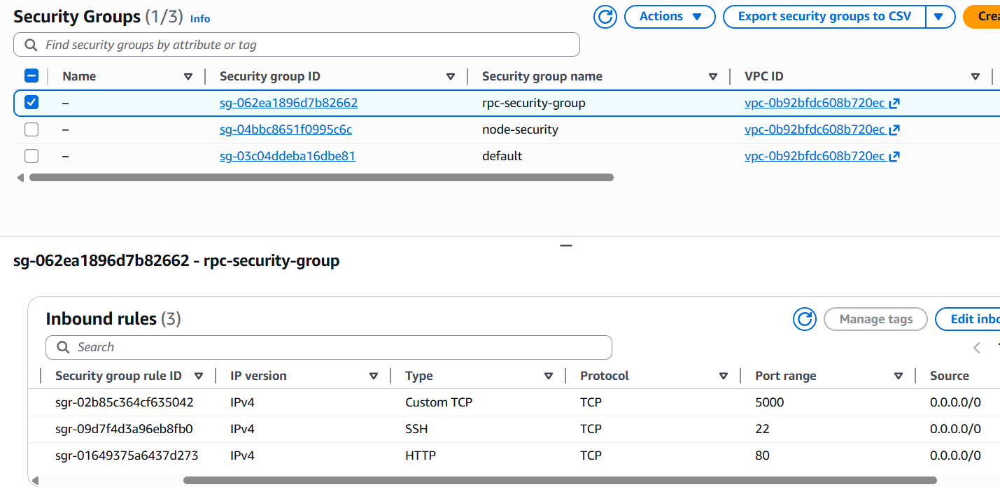 Security Groups (1/3) Info Actions Export security groups to CSV
Find security groups by attribute or tag
Name Security group ID Security group name VPC ID
– sg-062ea1896d7b82662 rpc-security-group vpc-0b92bfdc608b720ec
– sg-04bbc8651f0995c6c node-security vpc-0b92bfdc608b720ec
– sg-03c04ddeba16dbe81 default vpc-0b92bfdc608b720ec
sg-062ea1896d7b82662 - rpc-security-group
Inbound rules (3) Manage tags Edit
Search
Security group rule ID IP version Type Protocol Port range Source
sgr-02b85c364cf635042 IPv4 Custom TCP TCP 5000 0.0.0.0/0
sgr-09d7f4d3a96eb8fb0 IPv4 SSH TCP 22 0.0.0.0/0
sgr-01649375a6437d273 IPv4 HTTP TCP 80 0.0.0.0/0